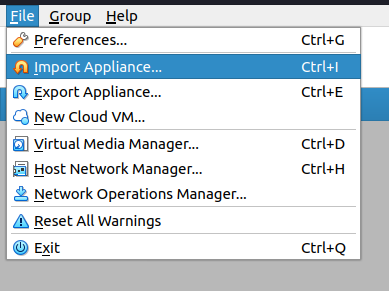 File Group Help
Preferences... Ctrl+G
Import Appliance... Ctrl+I
Export Appliance... Ctrl+E
New Cloud VM...
Virtual Media Manager... Ctrl+D
Host Network Manager... Ctrl+H
Network Operations Manager...
Reset All Warnings
Exit Ctrl+Q